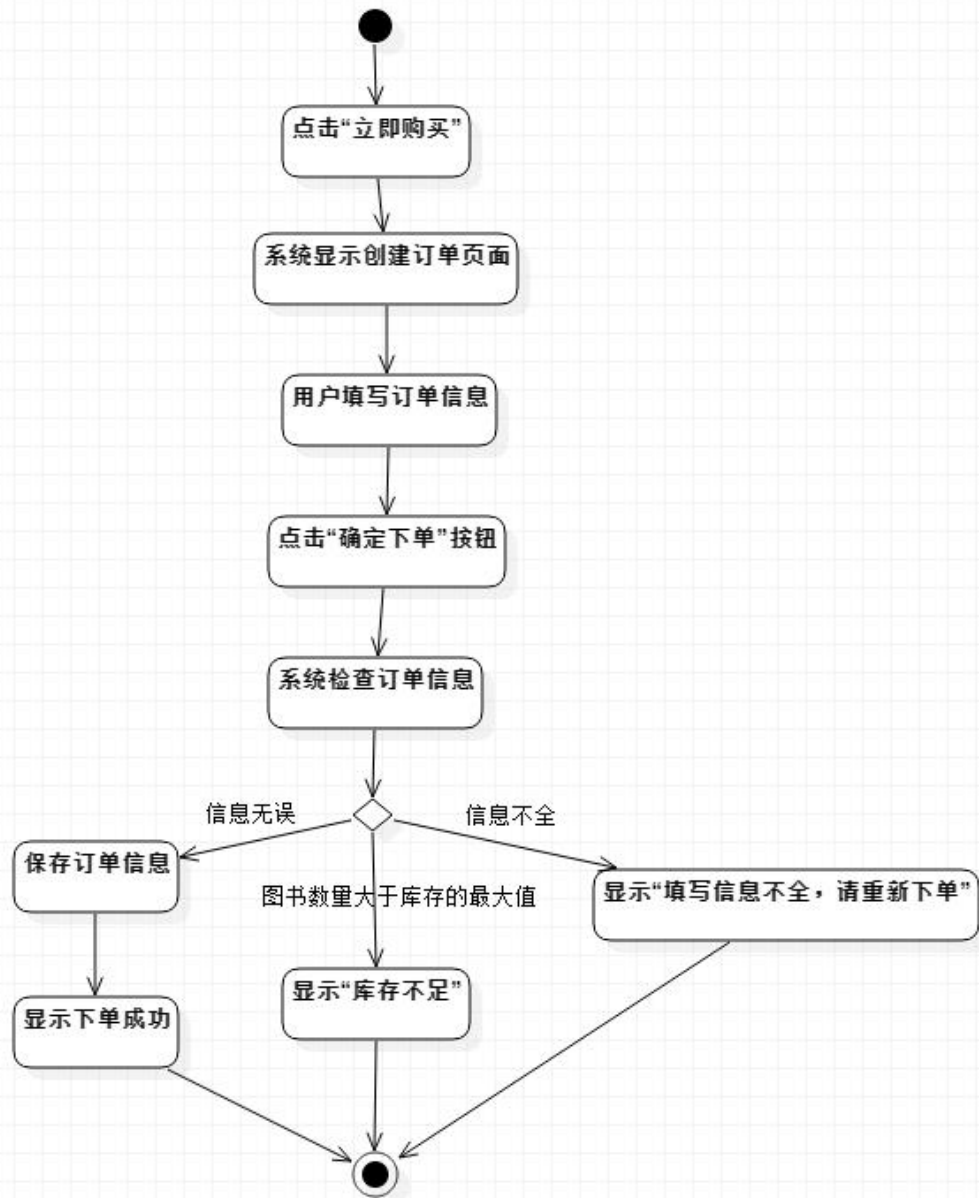 点击“立即购买”
系统显示创建订单页面
用户填写订单信息
点击“确定下单”按钮
系统检查订单信息
信息无误
信息不全
保存订单信息
图书数量大于库存的最大值
显示“填写信息不全，请重新下单”
显示“库存不足”
显示下单成功